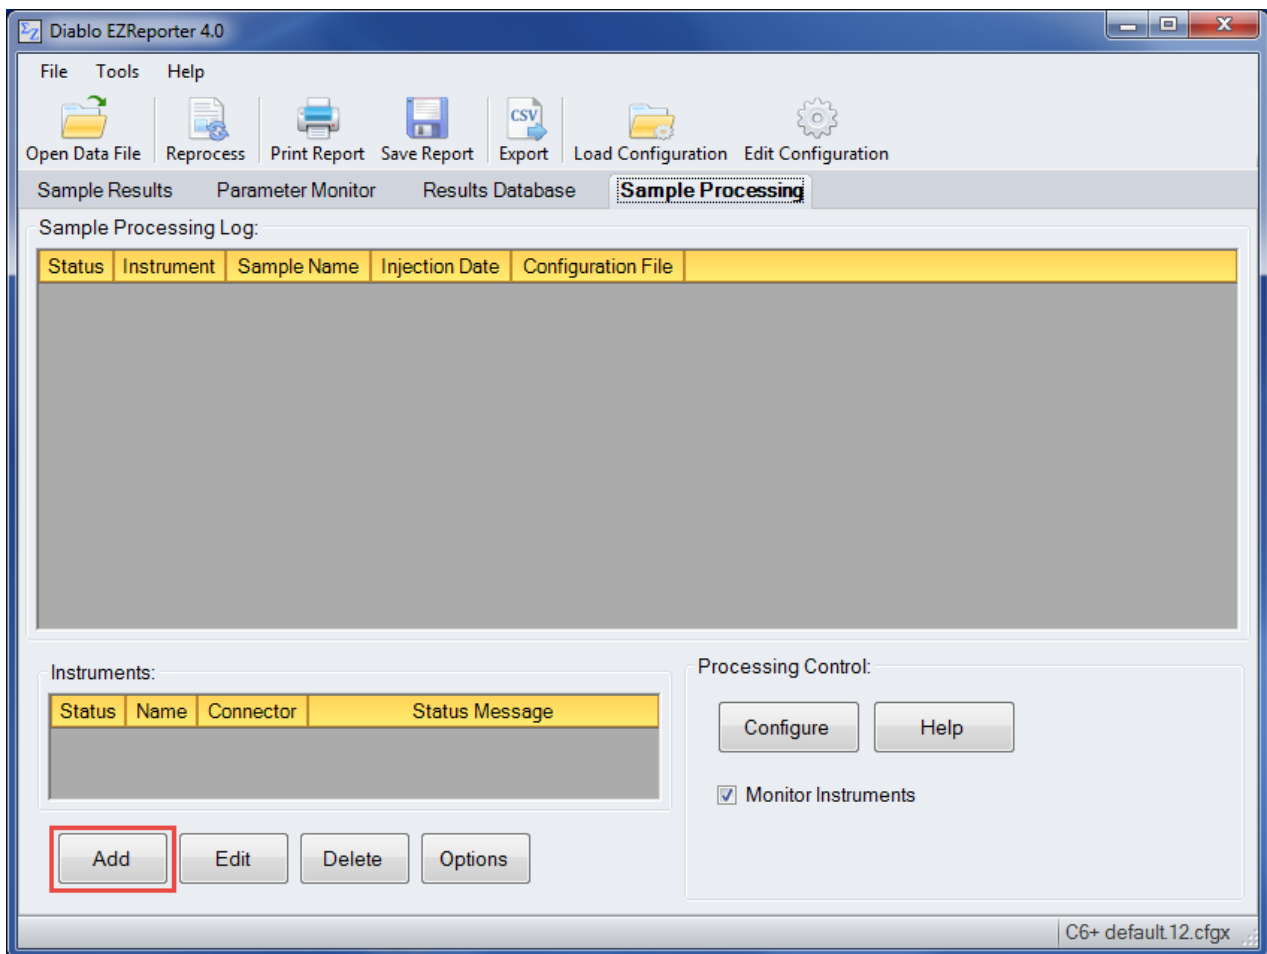 Diablo EZReporter 4.0
File Tools Help
CSV
Open Data File Reprocess Print Report Save Report Export Load Configuration Edit Configuration
Sample Results Parameter Monitor Results Database Sample Processing
Sample Processing Log:
Status Instrument Sample Name Injection Date Configuration File
Instruments:
Status Name Connector Status Message
Add Edit Delete Options
Processing Control:
Configure Help
Monitor Instruments
C6+ default.12.cfgx